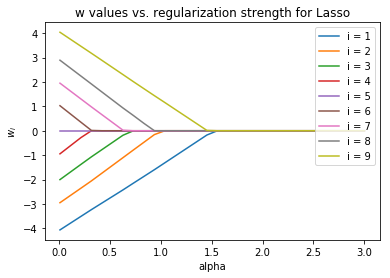 w values vs. regularization strength for Lasso
4
3
2
1
0
−1
−2
−3
−4
wᵢ
i = 1
i = 2
i = 3
i = 4
i = 5
i = 6
i = 7
i = 8
i = 9
0.0 0.5 1.0 1.5 2.0 2.5 3.0
alpha